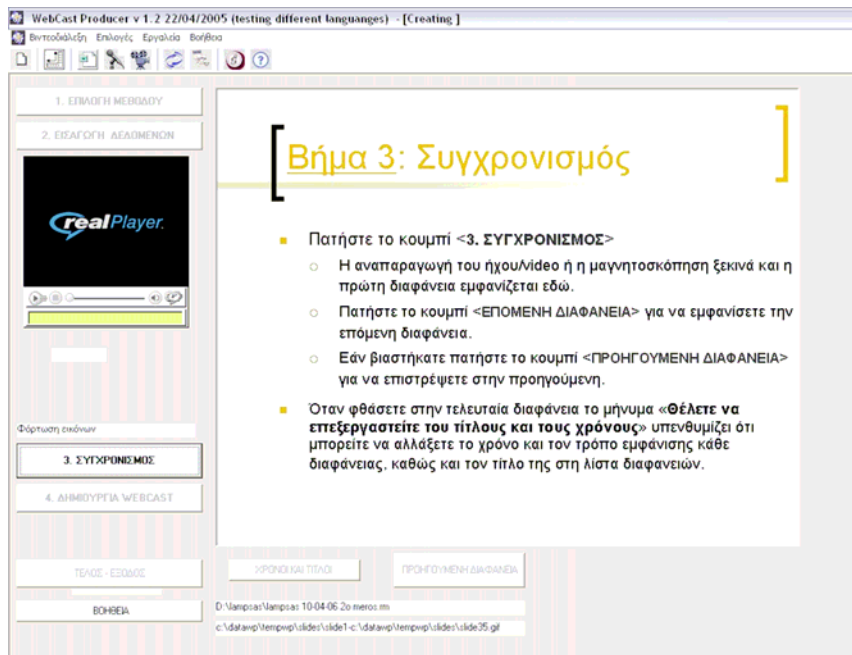 WebCast Producer v 1.2 22/04/2005 (testing different languanges) - [Creating ]
Βιντεοδιάλεξη Επιλογές Εργαλεία Βοήθεια
1. ΕΠΙΛΟΓΗ ΜΕΘΟΔΟΥ
2. ΕΙΣΑΓΩΓΗ ΔΕΔΟΜΕΝΩΝ
realPlayer.
Φόρτωση εικόνων
3. ΣΥΓΧΡΟΝΙΣΜΟΣ
4. ΔΗΜΙΟΥΡΓΙΑ WEBCAST
ΤΕΛΟΣ - ΕΞΟΔΟΣ
ΒΟΗΘΕΙΑ
Βήμα 3: Συγχρονισμός
Πατήστε το κουμπί <3. ΣΥΓΧΡΟΝΙΣΜΟΣ>
Η αναπαραγωγή του ήχου/video ή η μαγνητοσκόπηση ξεκινά και η
πρώτη διαφάνεια εμφανίζεται εδώ.
Πατήστε το κουμπί <ΕΠΟΜΕΝΗ ΔΙΑΦΑΝΕΙΑ> για να εμφανίσετε την
επόμενη διαφάνεια.
Εάν βιαστήκατε πατήστε το κουμπί <ΠΡΟΗΓΟΥΜΕΝΗ ΔΙΑΦΑΝΕΙΑ>
για να επιστρέψετε στην προηγούμενη.
Όταν φθάσετε στην τελευταία διαφάνεια το μήνυμα «Θέλετε να
επεξεργαστείτε του τίτλους και τους χρόνους» υπενθυμίζει ότι
μπορείτε να αλλάξετε το χρόνο και τον τρόπο εμφάνισης κάθε
διαφάνειας, καθώς και τον τίτλο της στη λίστα διαφανειών.
ΧΡΟΝΟΙ ΚΑΙ ΤΙΤΛΟΙ
ΠΡΟΗΓΟΥΜΕΝΗ ΔΙΑΦΑΝΕΙΑ
D:\lampsas\lampsas 10-04-06 2o meros.rm
c:\datawp\tempwp\slides\slide1-c:\datawp\tempwp\slides\slide35.gif